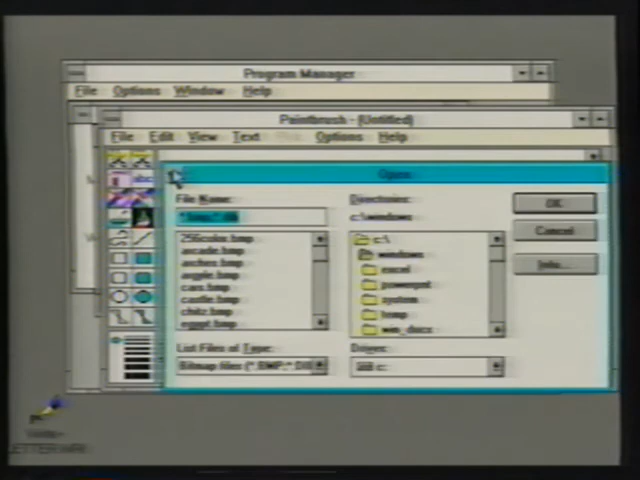 Program Manager
File Options Window Help
Paintbrush - (Untitled)
File Edit View Text Options Help
Open
File Name:
Directories:
OK
c:\windows
Cancel
256color.bmp
arcade.bmp
arches.bmp
argyle.bmp
cars.bmp
castle.bmp
chitz.bmp
egypt.bmp
c:\
windows
excel
powerpnt
system
temp
win_docs
Info...
List Files of Type:
Drives:
Bitmap files (*.BMP;*.DIB
c: